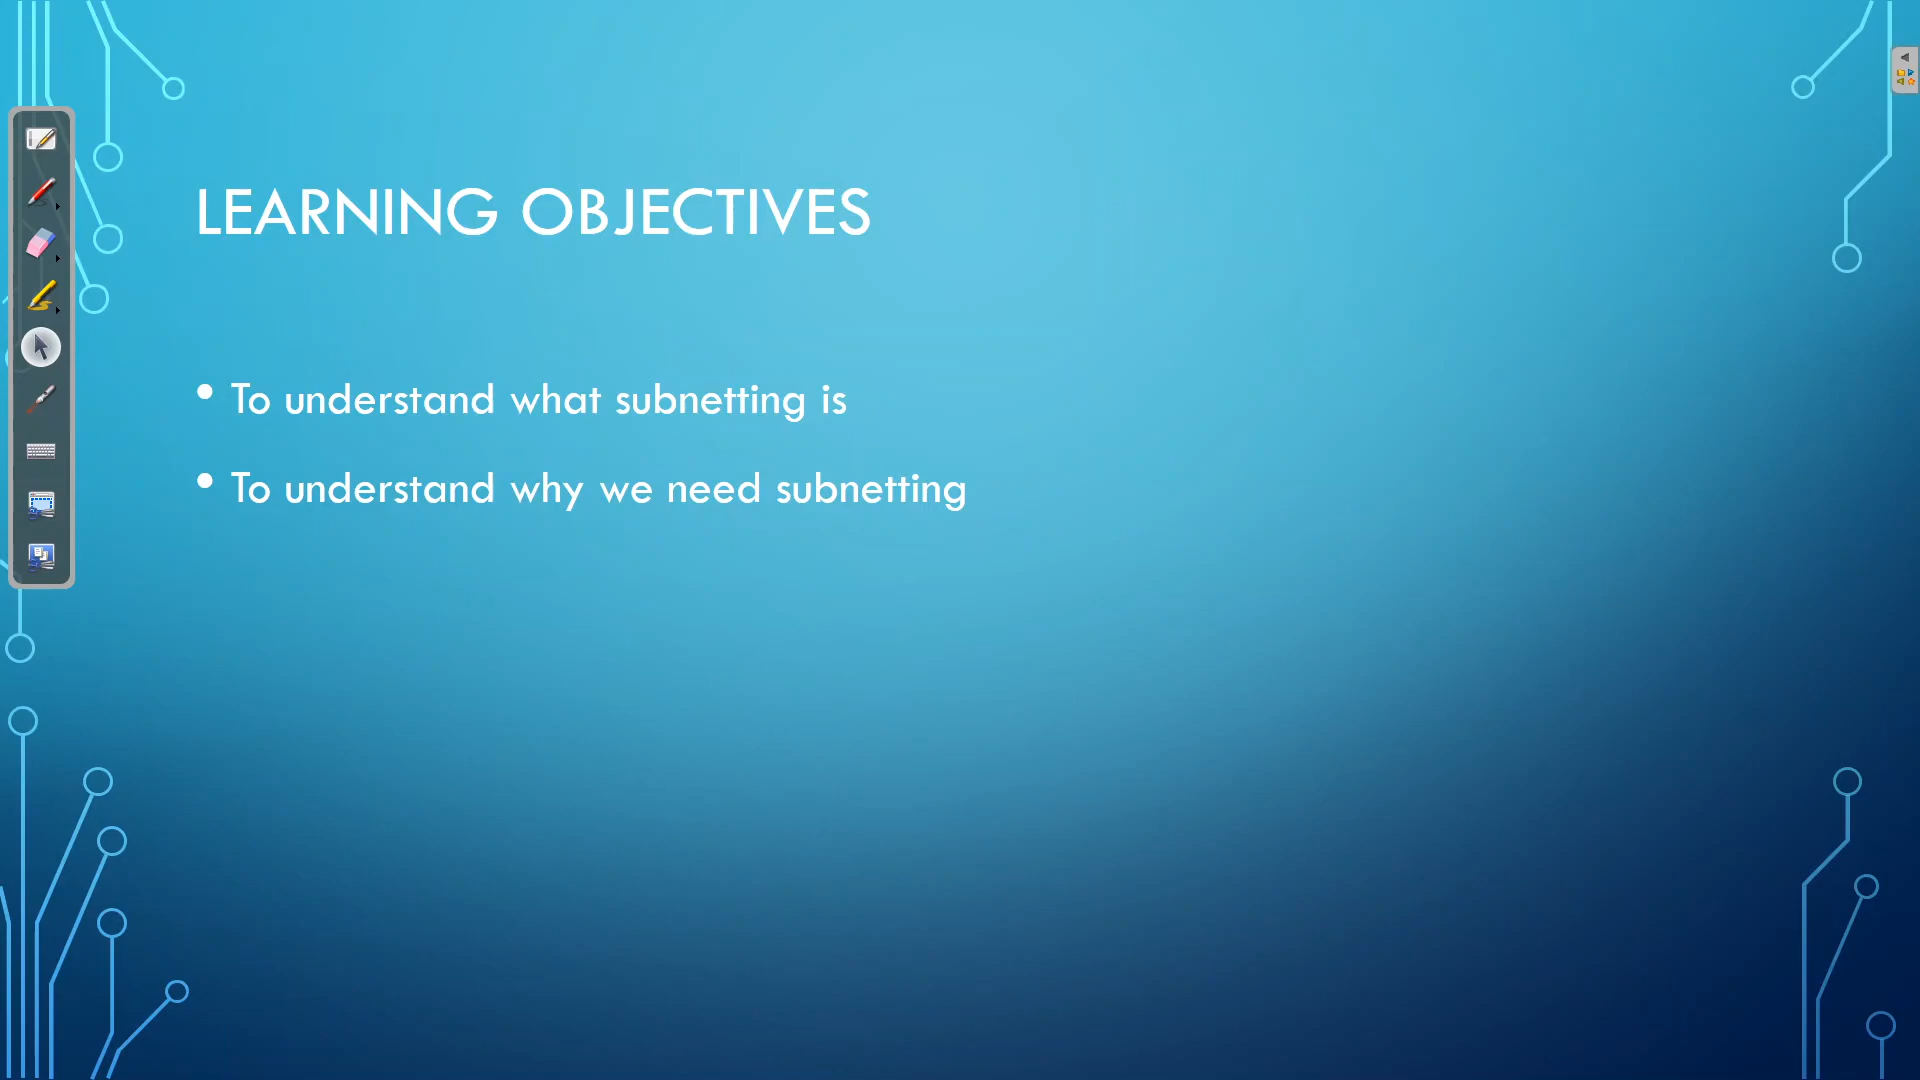 LEARNING OBJECTIVES
• To understand what subnetting is
• To understand why we need subnetting